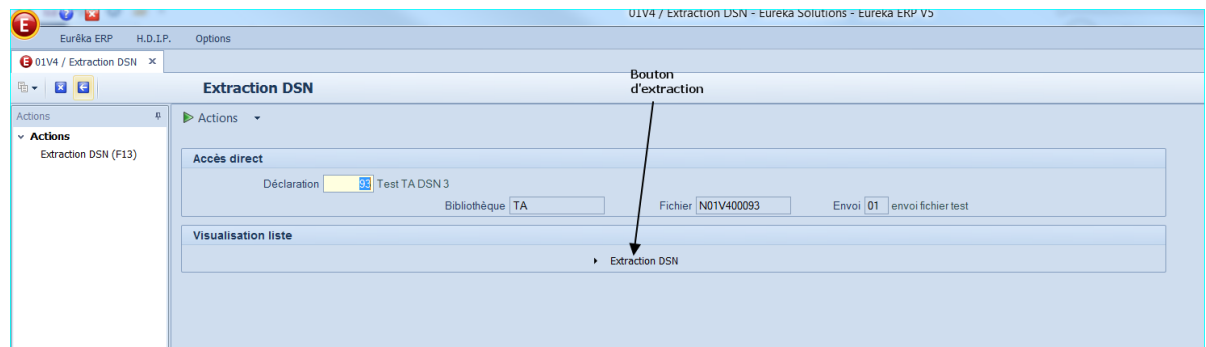 01V4 / Extraction DSN - Eurêka Solutions - Eurêka ERP V5
E
Eurêka ERP H.D.I.P. Options
01V4 / Extraction DSN
Extraction DSN
Bouton
d'extraction
Actions
Actions
Actions
Extraction DSN (F13)
Accès direct
Déclaration 93 Test TA DSN 3
Bibliothèque TA Fichier N01V400093 Envoi 01 envoi fichier test
Visualisation liste
Extraction DSN